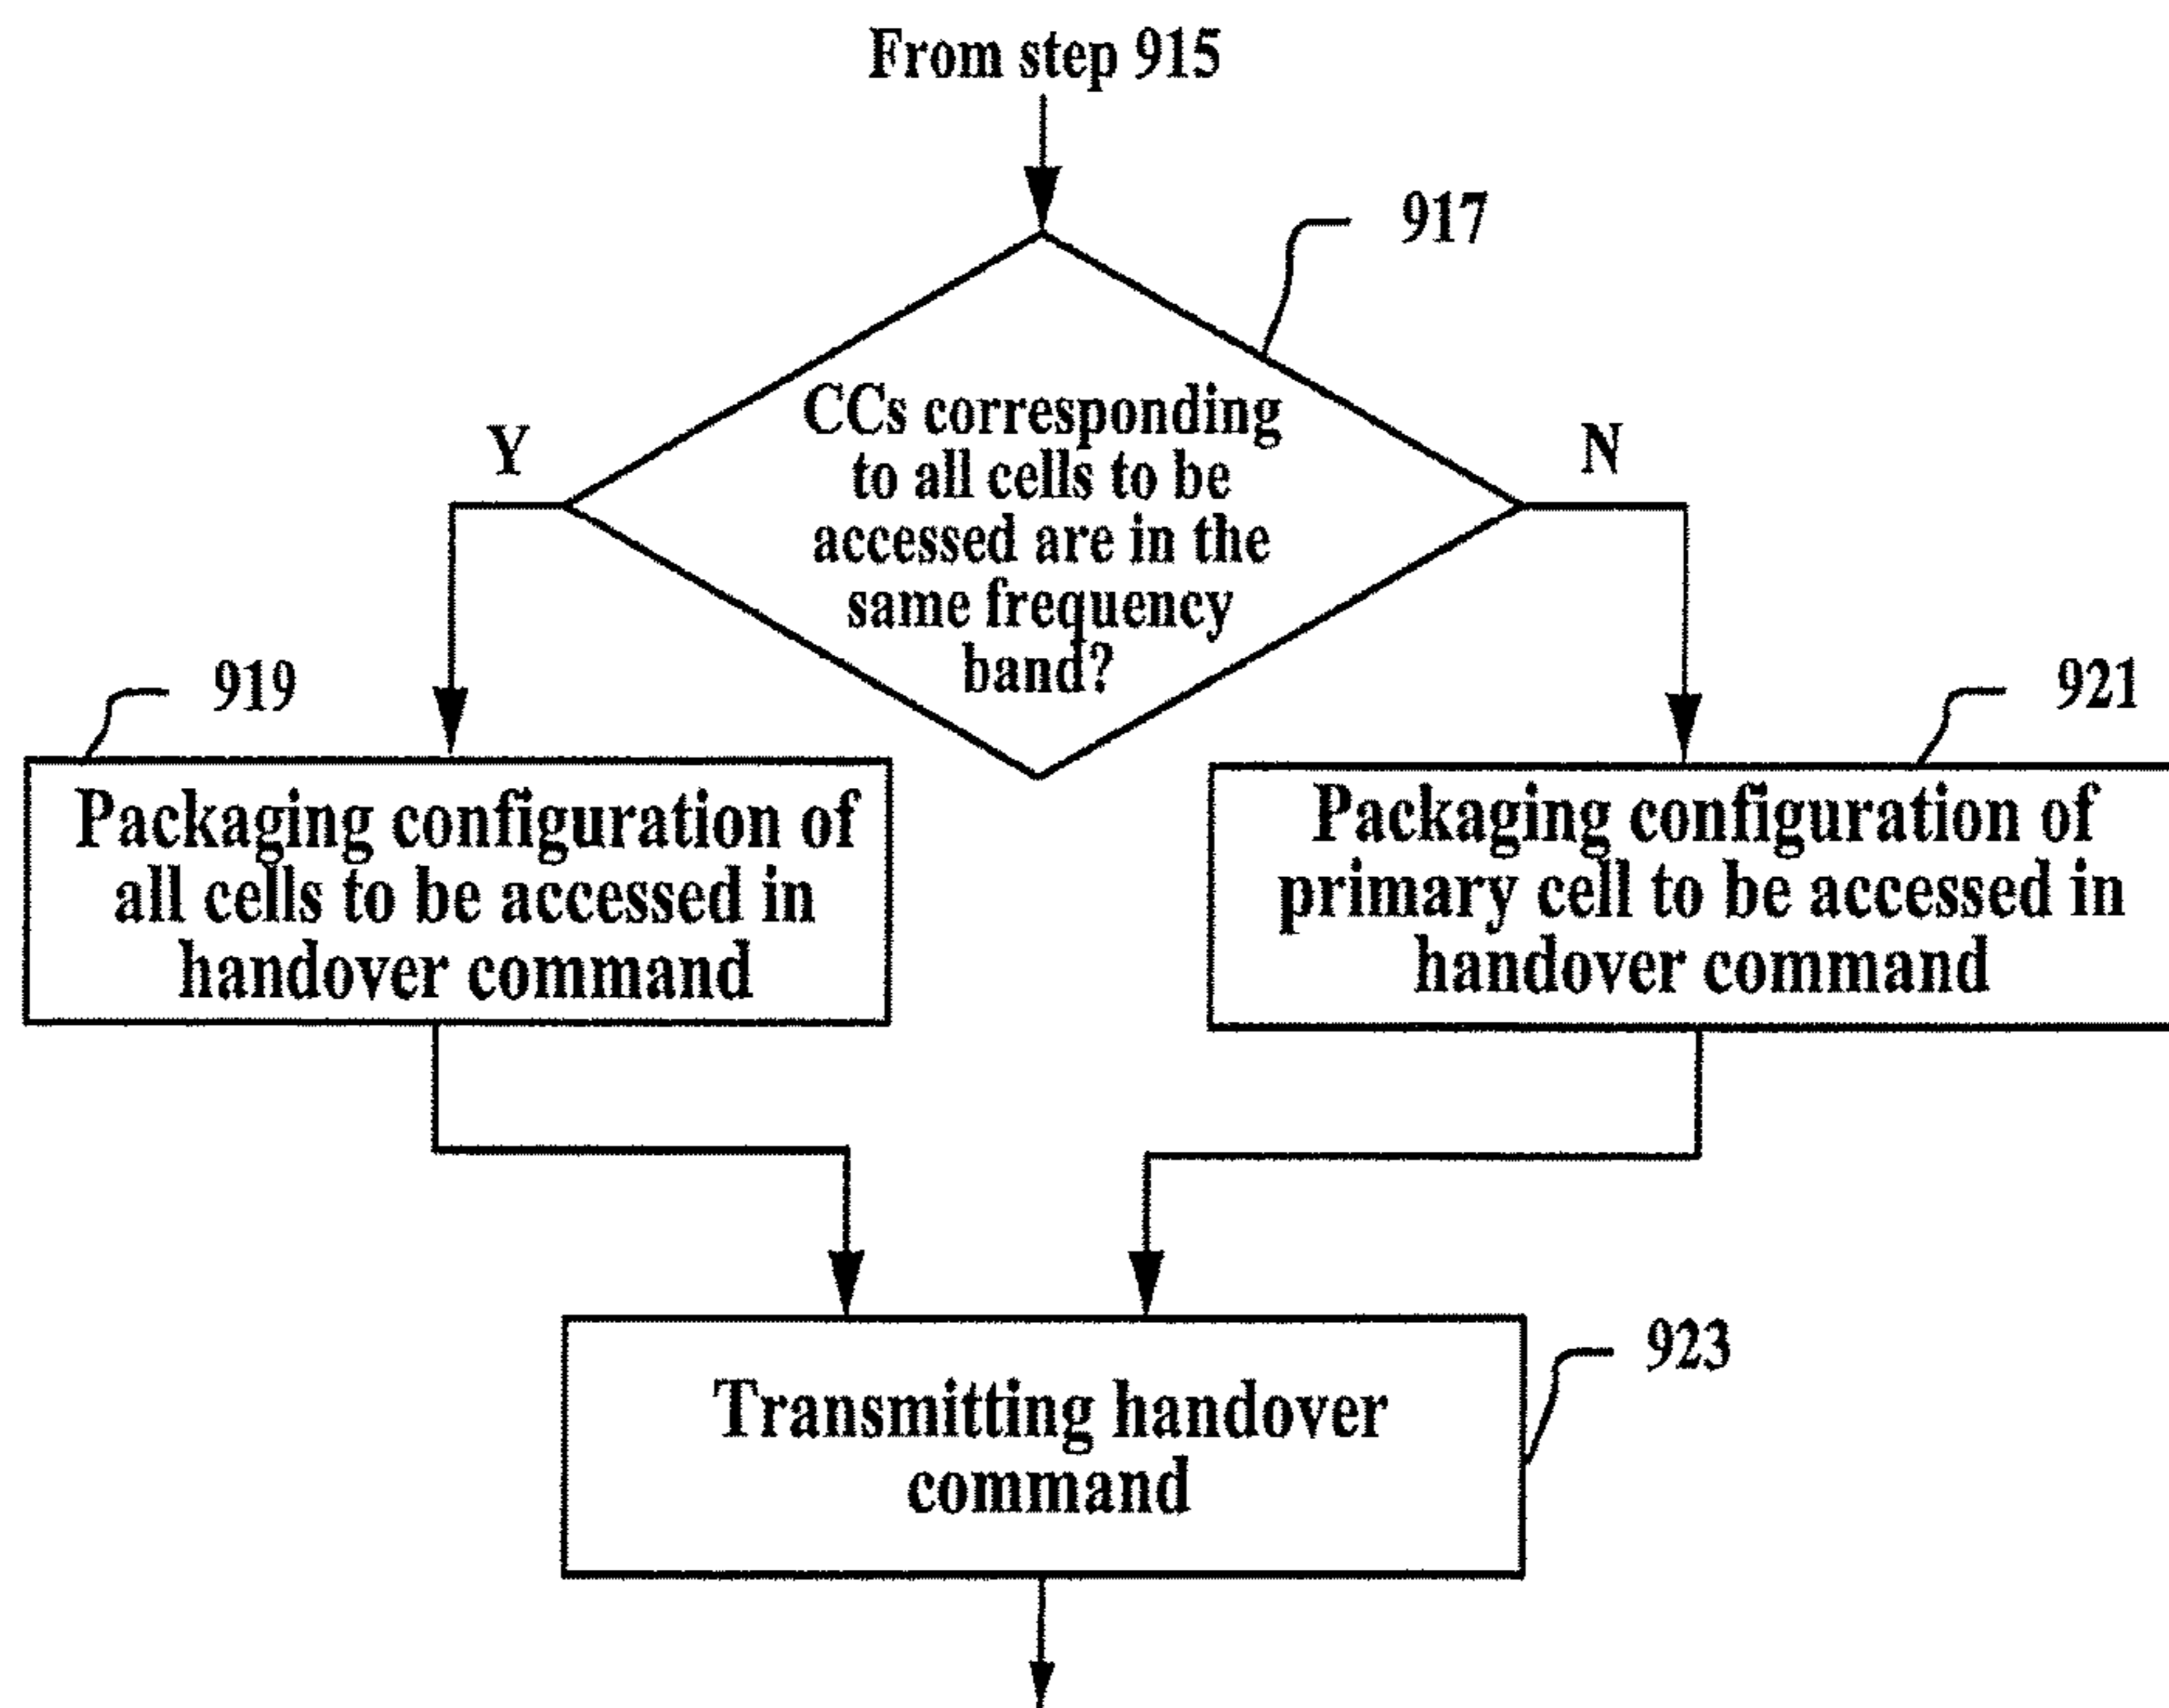 From step 915
917
CCs corresponding
to all cells to be
accessed are in the
same frequency
band?
Y
N
919
921
Packaging configuration of
all cells to be accessed in
handover command
Packaging configuration of
primary cell to be accessed in
handover command
923
Transmitting handover
command